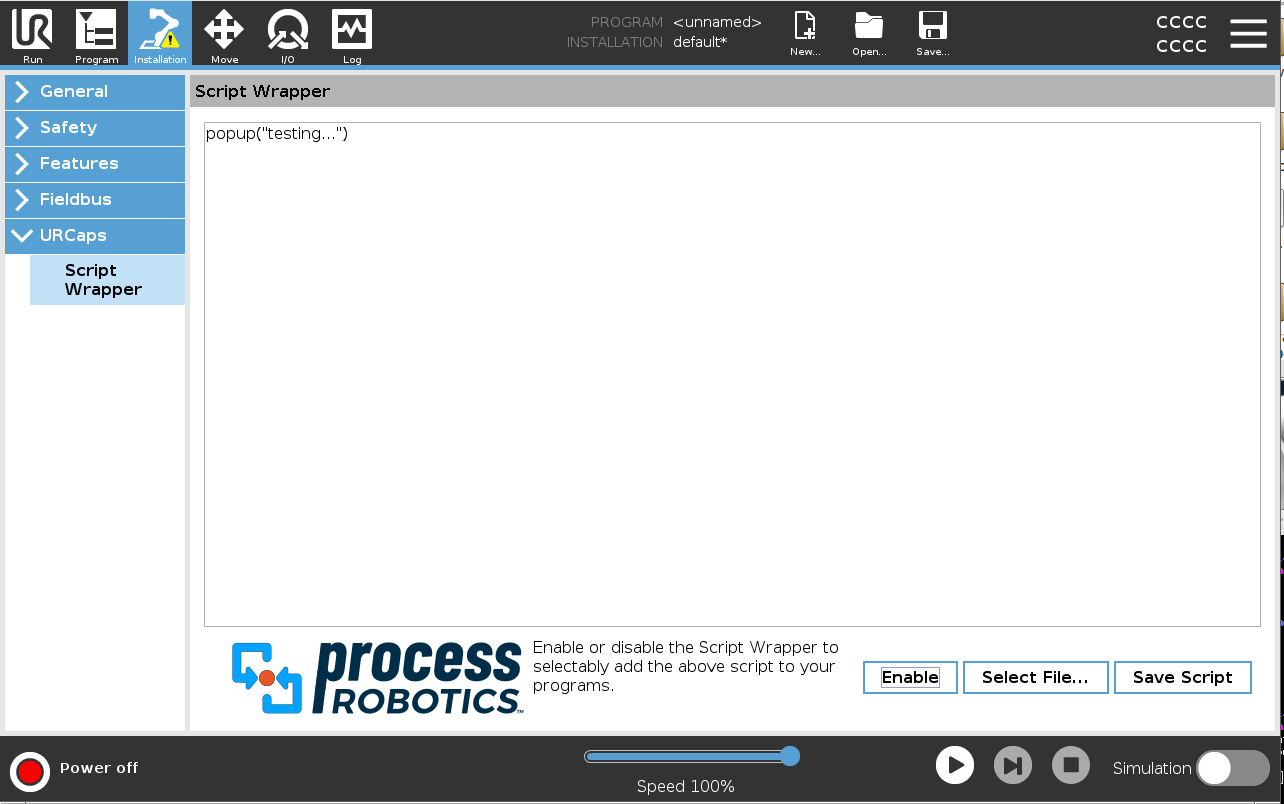 PROGRAM <unnamed>
INSTALLATION default*
CCCC
CCCC
Run
Program
Installation
Move
I/O
Log
New...
Open...
Save...
General
Safety
Features
Fieldbus
URCaps
Script
Wrapper
Script Wrapper
popup("testing...")
process
ROBOTICS™
Enable or disable the Script Wrapper to
selectably add the above script to your
programs.
Enable
Select File...
Save Script
Power off
Speed 100%
Simulation